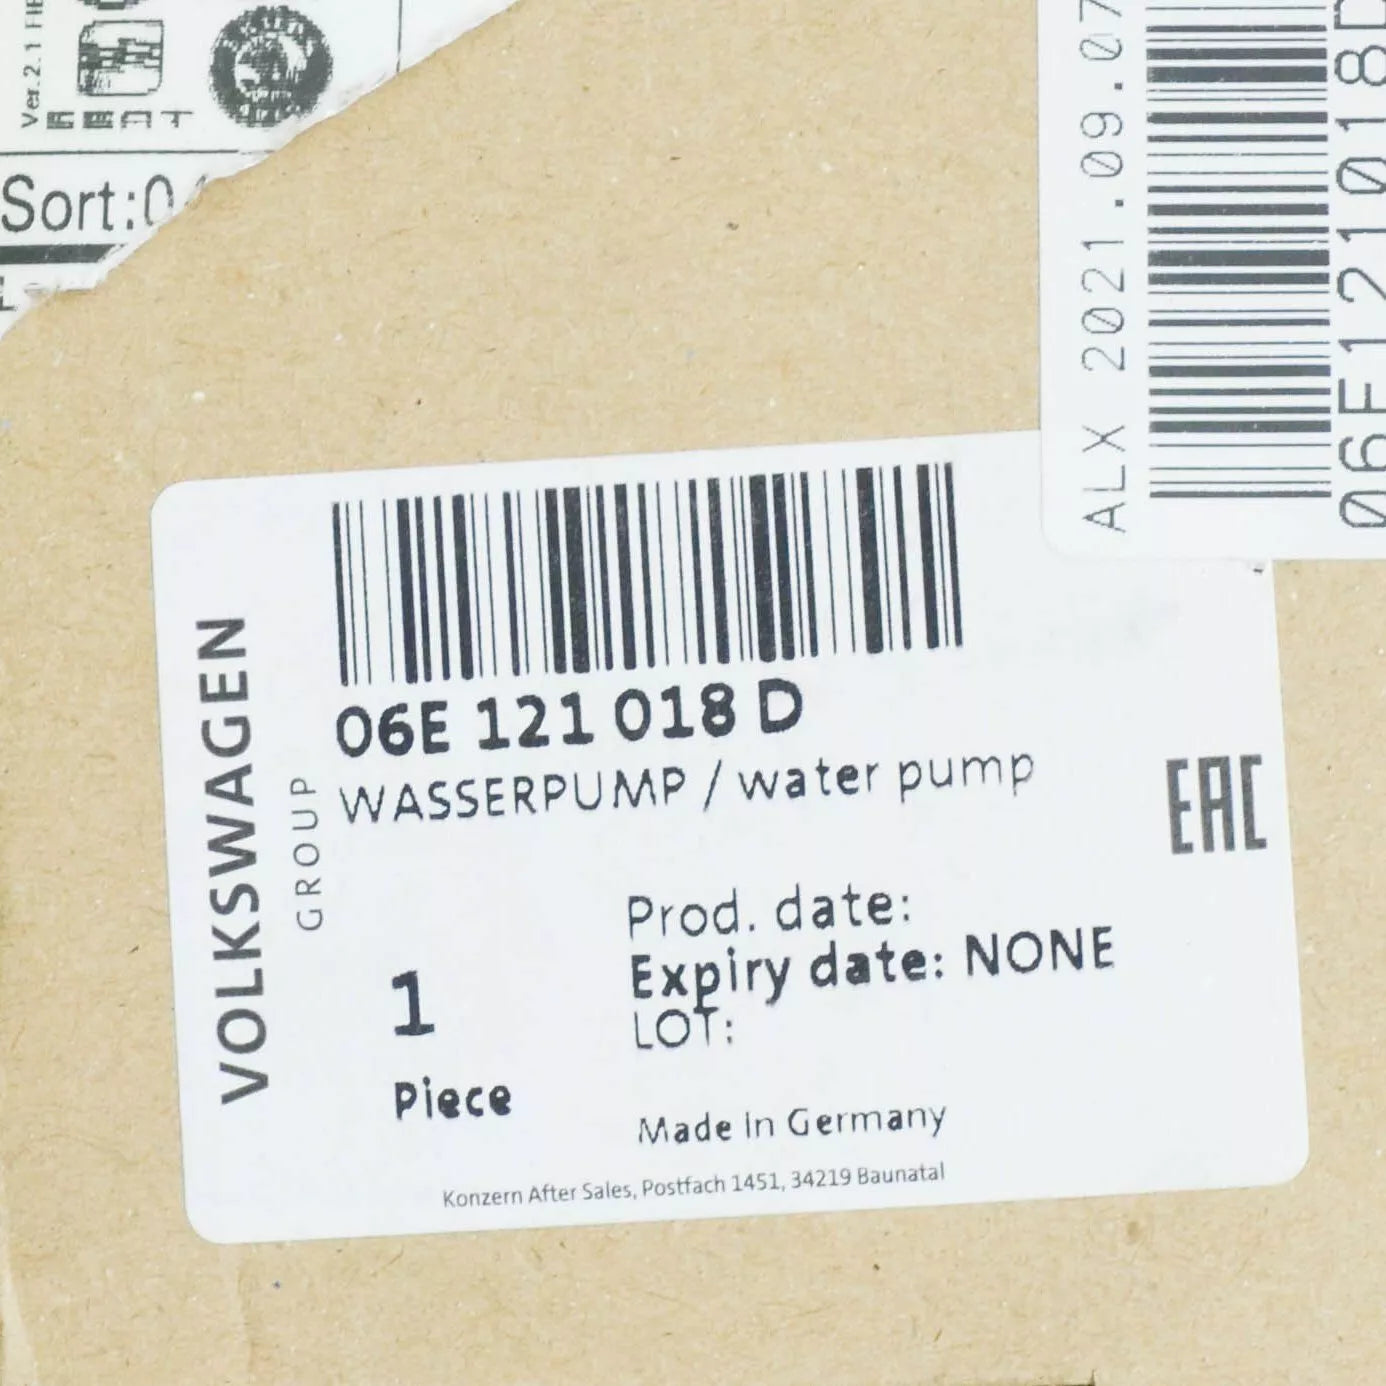 Ver.2.1
Sort:0
ALX 2021.09.07
06E121018D
VOLKSWAGEN
GROUP
06E 121 018 D
WASSERPUMP / water pump
EAC
Prod. date:
Expiry date: NONE
LOT:
1
Piece
Made In Germany
Konzern After Sales, Postfach 1451, 34219 Baunatal